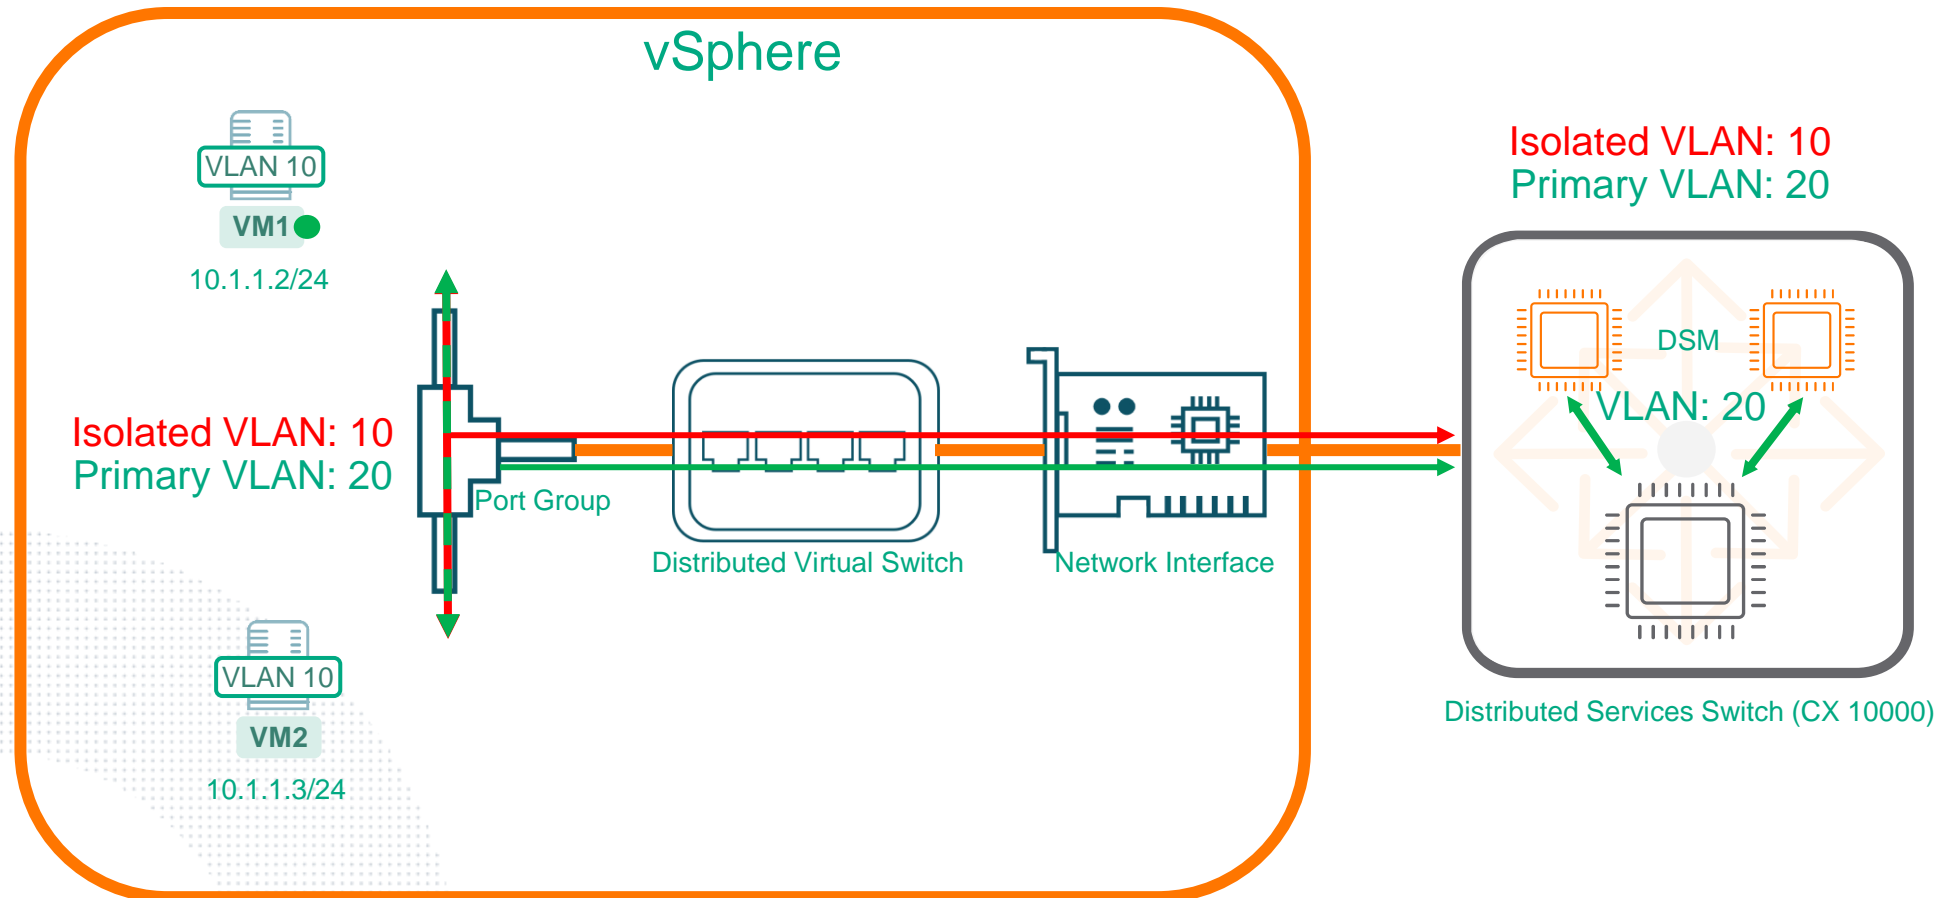 vSphere
VLAN 10
VM1
10.1.1.2/24
Isolated VLAN: 10
Primary VLAN: 20
Port Group
Distributed Virtual Switch
Network Interface
VLAN 10
VM2
10.1.1.3/24
Isolated VLAN: 10
Primary VLAN: 20
DSM
VLAN: 20
Distributed Services Switch (CX 10000)